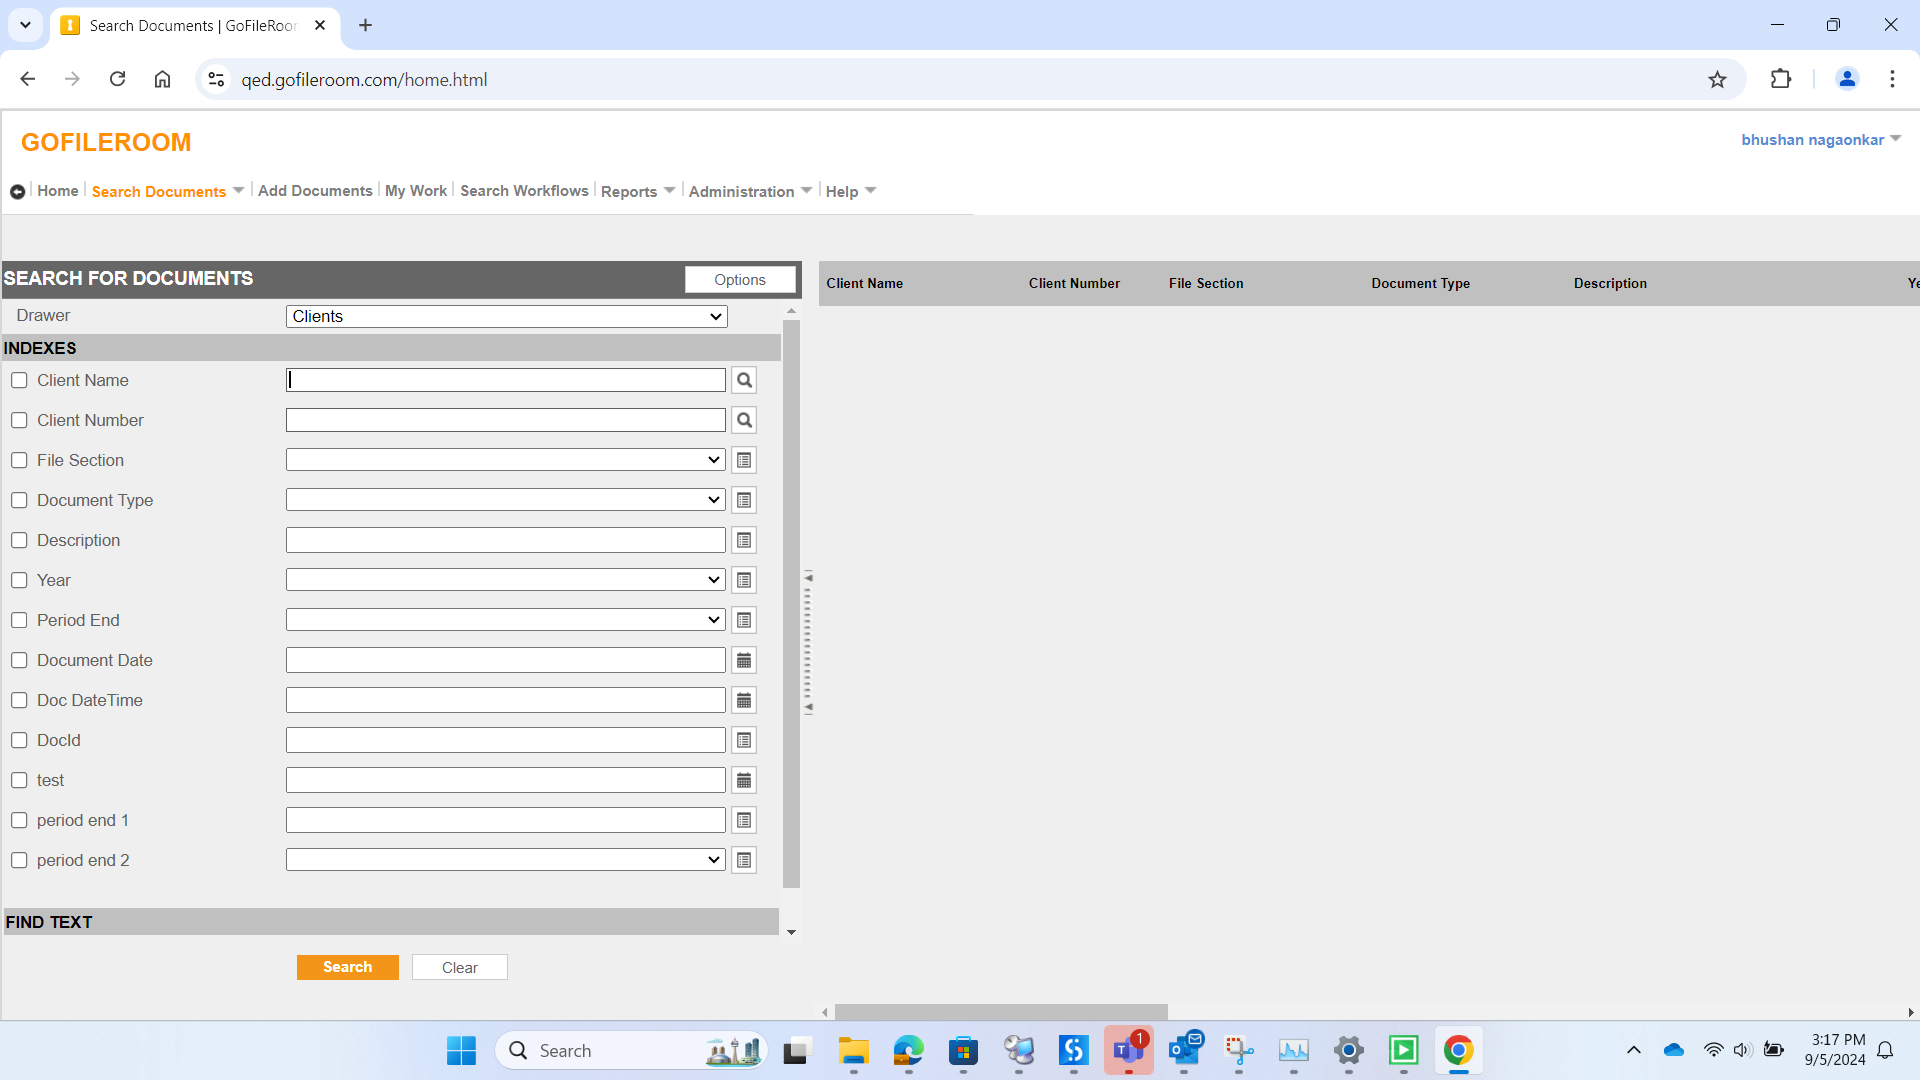 Search Documents | GoFileRoo
qed.gofileroom.com/home.html
GOFILEROOM
bhushan nagaonkar
Home
Search Documents
Add Documents
My Work
Search Workflows
Reports
Administration
Help
SEARCH FOR DOCUMENTS
Options
Client Name
Client Number
File Section
Document Type
Description
Ye
Drawer
Clients
INDEXES
Client Name
Client Number
File Section
Document Type
Description
Year
Period End
Document Date
Doc DateTime
DocId
test
period end 1
period end 2
FIND TEXT
Search
Clear
Search
1
3:17 PM
9/5/2024